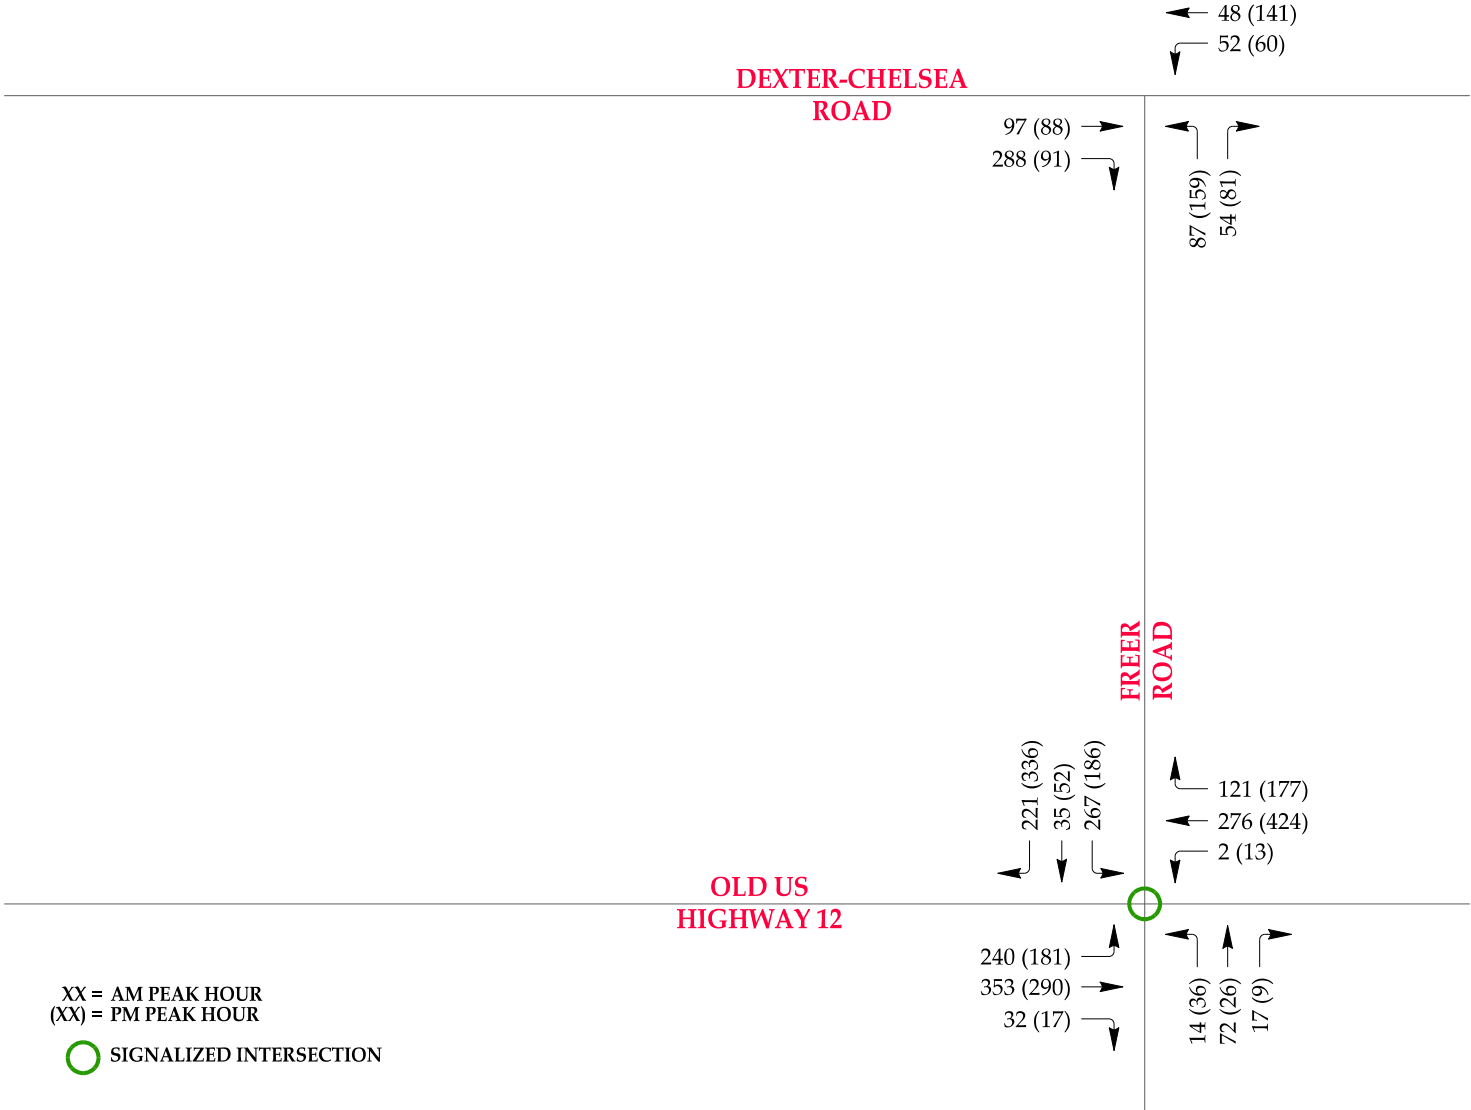 48 (141)
52 (60)
DEXTER-CHELSEA
ROAD
97 (88)
288 (91)
87 (159)
54 (81)
FREER
ROAD
221 (336)
35 (52)
267 (186)
121 (177)
276 (424)
2 (13)
OLD US
HIGHWAY 12
240 (181)
353 (290)
32 (17)
14 (36)
72 (26)
17 (9)
XX = AM PEAK HOUR
(XX) = PM PEAK HOUR
SIGNALIZED INTERSECTION